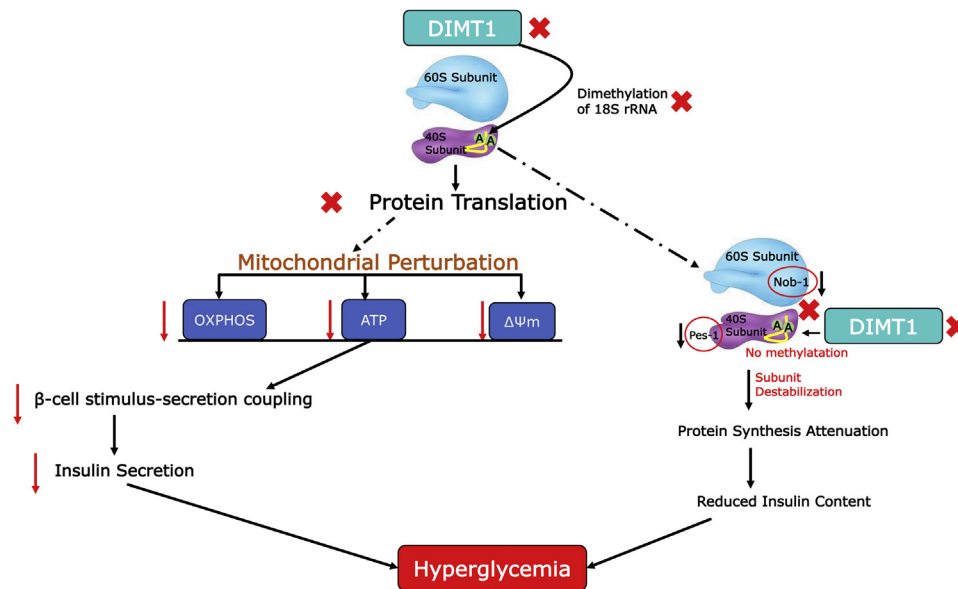 DIMT1
60S Subunit
Dimethylation
of 18S rRNA
40S
Subunit
A A
Protein Translation
Mitochondrial Perturbation
OXPHOS
ATP
ΔΨm
60S Subunit
Nob-1
40S
Subunit
A A
Pes-1
DIMT1
No methylatation
Subunit
Destabilization
β-cell stimulus-secretion coupling
Protein Synthesis Attenuation
Insulin Secretion
Reduced Insulin Content
Hyperglycemia